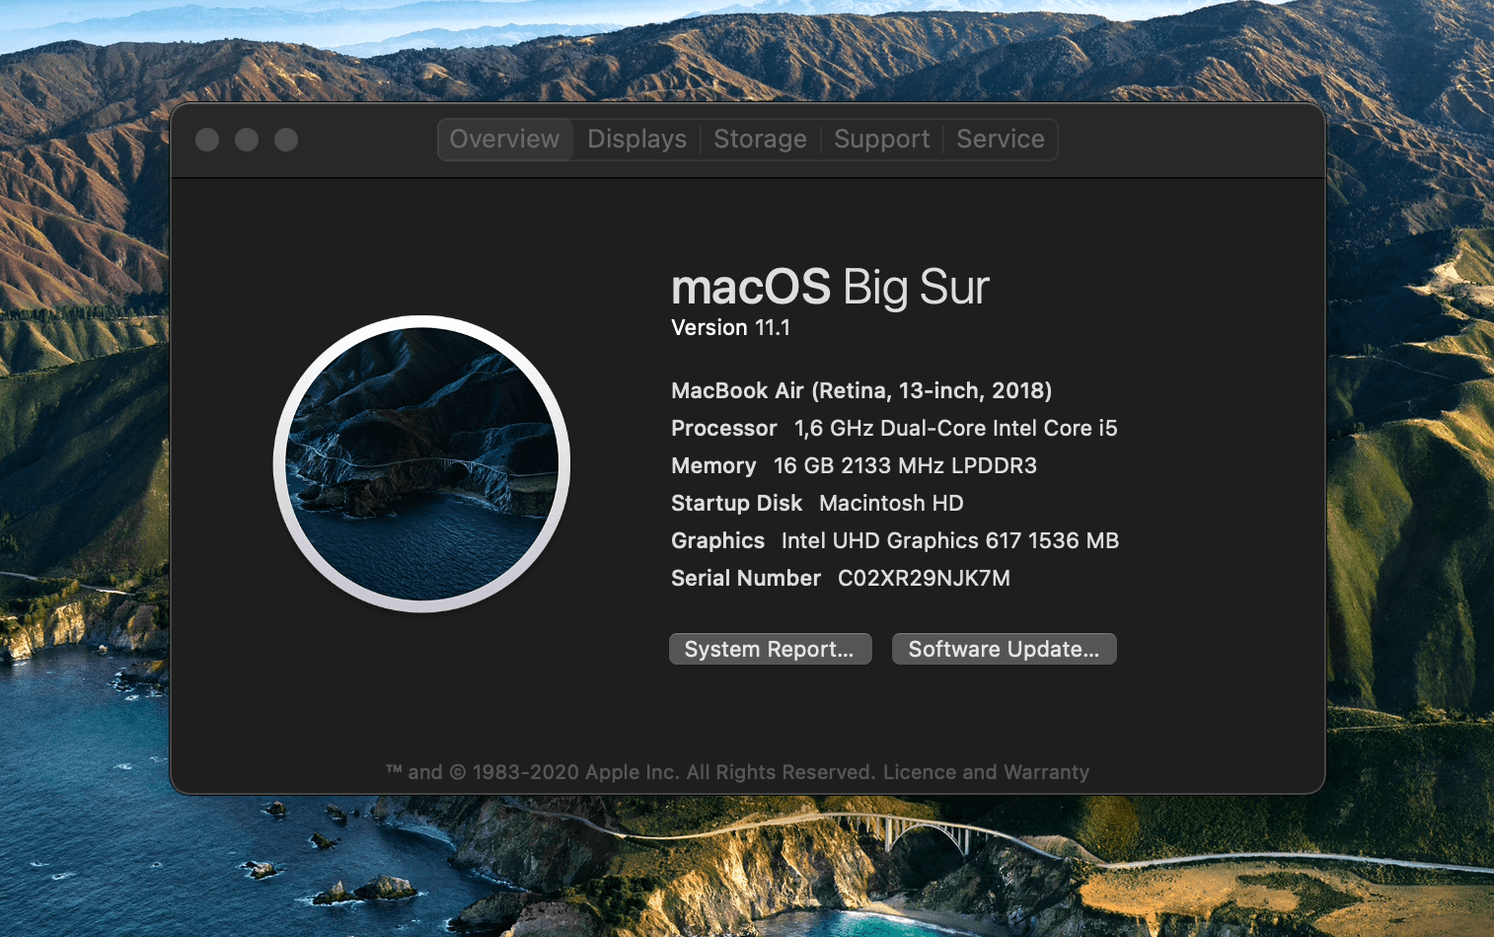 Overview Displays Storage Support Service
macOS Big Sur
Version 11.1
MacBook Air (Retina, 13-inch, 2018)
Processor 1,6 GHz Dual-Core Intel Core i5
Memory 16 GB 2133 MHz LPDDR3
Startup Disk Macintosh HD
Graphics Intel UHD Graphics 617 1536 MB
Serial Number C02XR29NJK7M
System Report... Software Update...
™ and © 1983-2020 Apple Inc. All Rights Reserved. Licence and Warranty